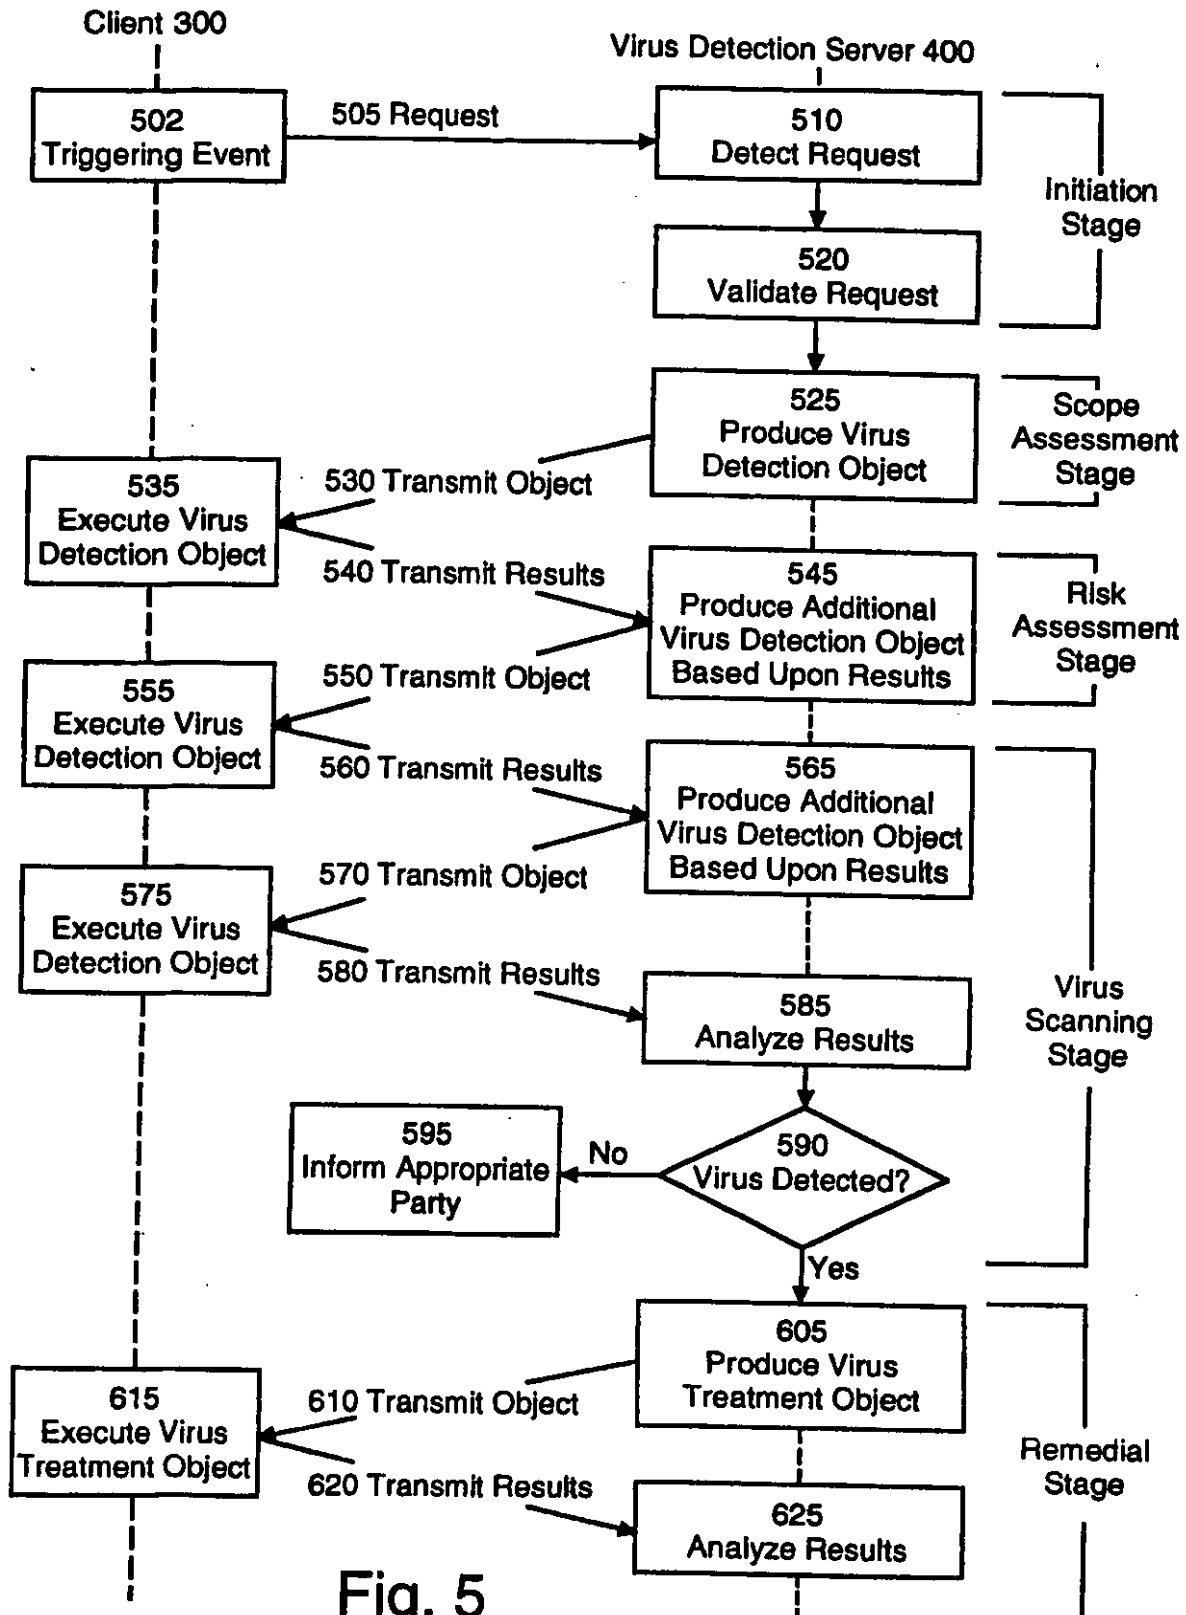 Client 300
Virus Detection Server 400
502
Triggering Event
505 Request
510
Detect Request
Initiation
Stage
520
Validate Request
525
Produce Virus
Detection Object
Scope
Assessment
Stage
530 Transmit Object
535
Execute Virus
Detection Object
540 Transmit Results
545
Produce Additional
Virus Detection Object
Based Upon Results
Risk
Assessment
Stage
550 Transmit Object
555
Execute Virus
Detection Object
560 Transmit Results
565
Produce Additional
Virus Detection Object
Based Upon Results
570 Transmit Object
575
Execute Virus
Detection Object
580 Transmit Results
585
Analyze Results
Virus
Scanning
Stage
590
Virus Detected?
No
595
Inform Appropriate
Party
Yes
605
Produce Virus
Treatment Object
610 Transmit Object
615
Execute Virus
Treatment Object
620 Transmit Results
625
Analyze Results
Remedial
Stage
Fig. 5